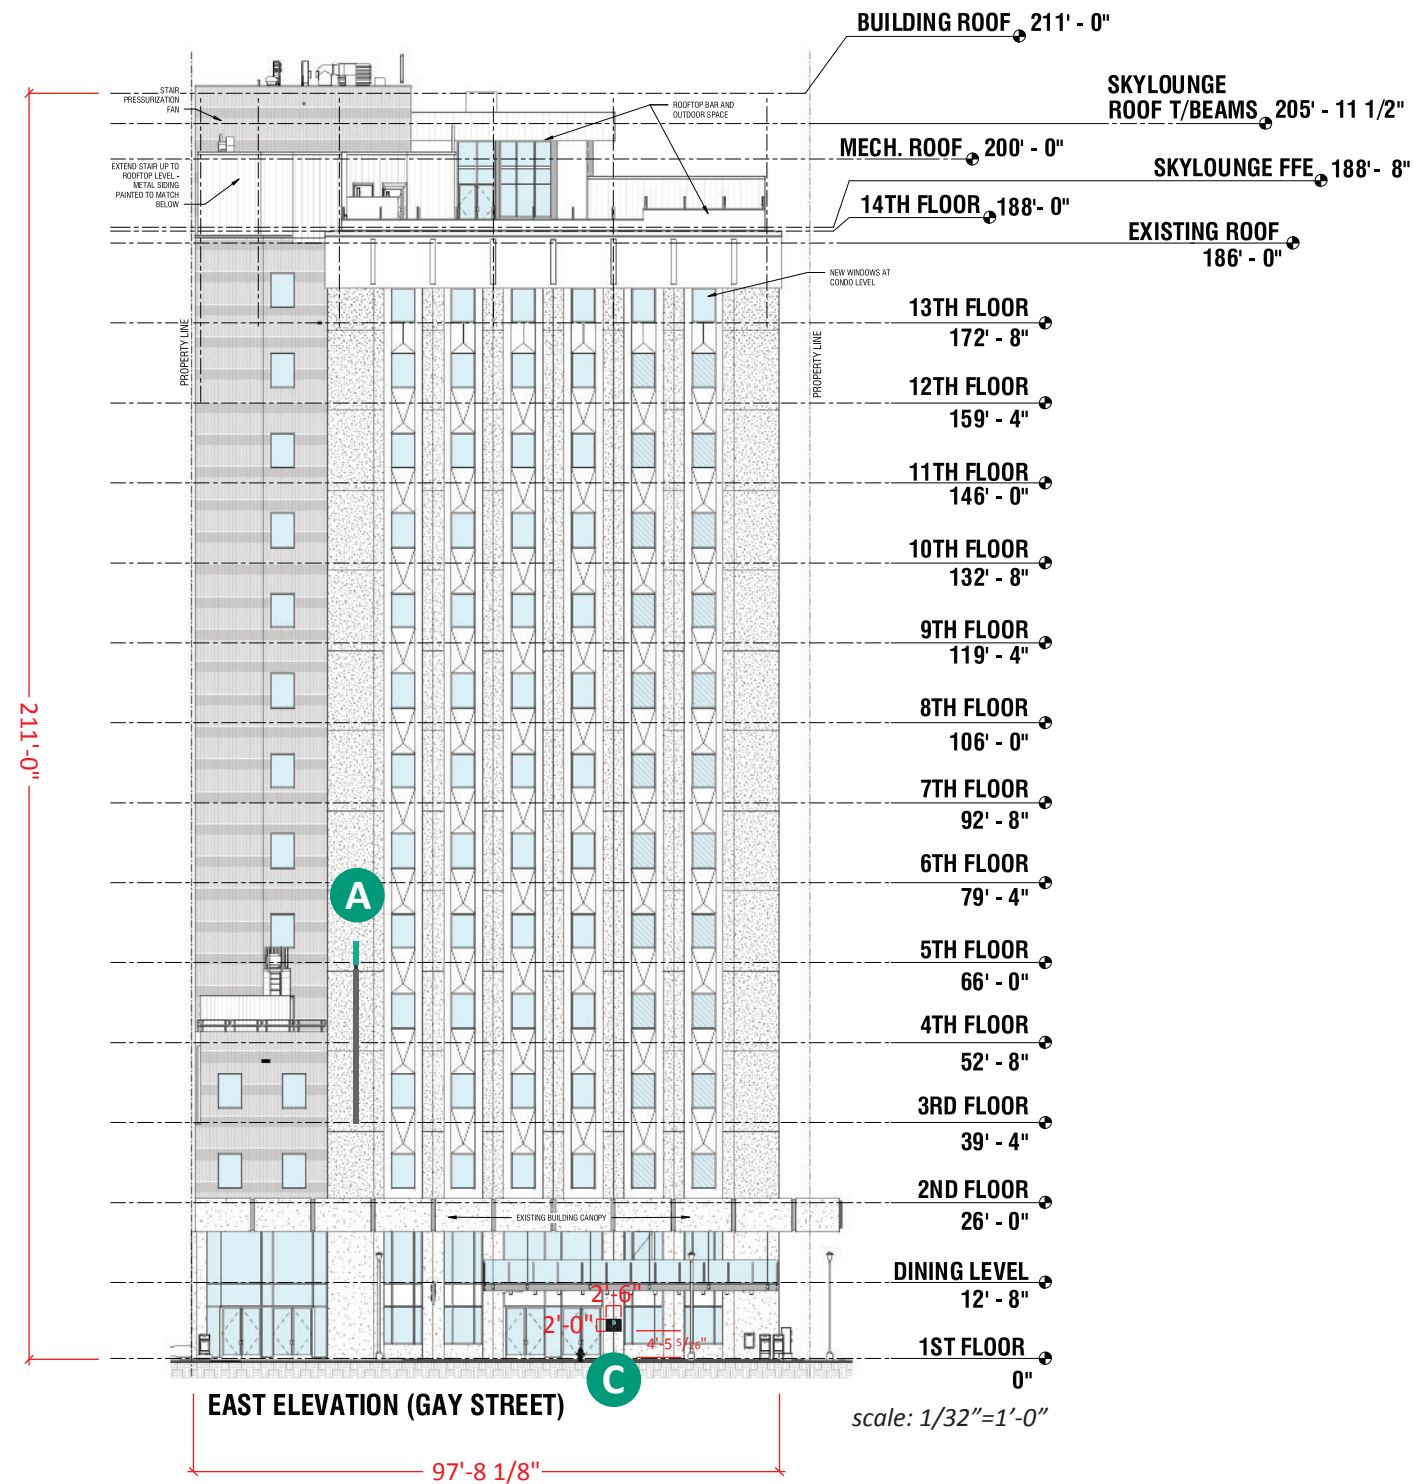 BUILDING ROOF 211' - 0"
SKYLOUNGE
ROOF T/BEAMS 205' - 11 1/2"
MECH. ROOF 200' - 0"
SKYLOUNGE FFE 188'- 8"
14TH FLOOR 188'- 0"
EXISTING ROOF
186' - 0"
STAIR
PRESSURIZATION
FAN
ROOFTOP BAR AND
OUTDOOR SPACE
EXTEND STAIR UP TO
ROOFTOP LEVEL -
METAL SIDING
PAINTED TO MATCH
BELOW
NEW WINDOWS AT
CONDO LEVEL
PROPERTY LINE
PROPERTY LINE
13TH FLOOR
172' - 8"
12TH FLOOR
159' - 4"
11TH FLOOR
146' - 0"
10TH FLOOR
132' - 8"
9TH FLOOR
119' - 4"
8TH FLOOR
106' - 0"
211'-0"
7TH FLOOR
92' - 8"
6TH FLOOR
79' - 4"
A
5TH FLOOR
66' - 0"
4TH FLOOR
52' - 8"
3RD FLOOR
39' - 4"
2ND FLOOR
26' - 0"
EXISTING BUILDING CANOPY
DINING LEVEL
12' - 8"
2'-6"
2'-0"
4'-5 5/16"
1ST FLOOR
0"
C
EAST ELEVATION (GAY STREET)
scale: 1/32”=1’-0”
97'-8 1/8"